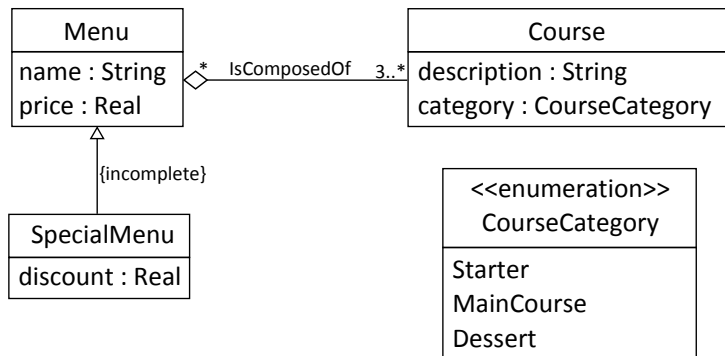 Menu
name : String
price : Real
* IsComposedOf 3..*
Course
description : String
category : CourseCategory
{incomplete}
SpecialMenu
discount : Real
<<enumeration>>
CourseCategory
Starter
MainCourse
Dessert